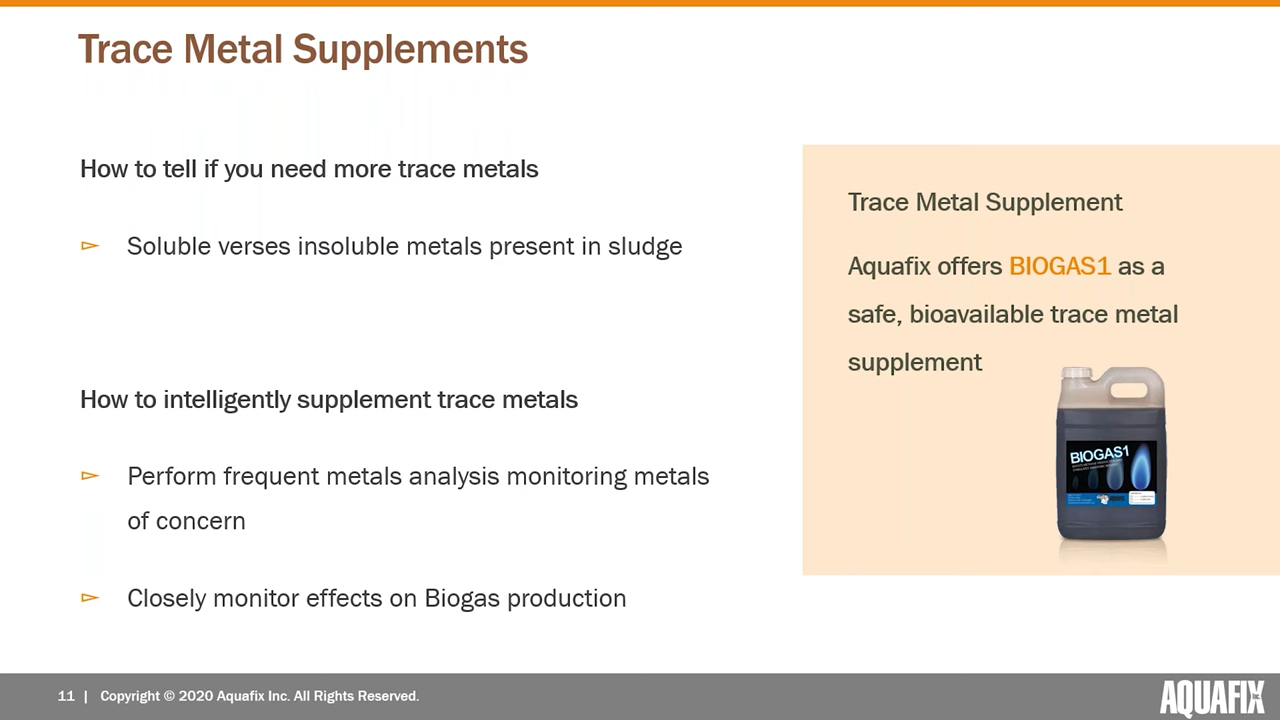 Trace Metal Supplements
How to tell if you need more trace metals
► Soluble verses insoluble metals present in sludge
How to intelligently supplement trace metals
► Perform frequent metals analysis monitoring metals
of concern
► Closely monitor effects on Biogas production
Trace Metal Supplement
Aquafix offers BIOGAS1 as a
safe, bioavailable trace metal
supplement
BIOGAS1
11 | Copyright © 2020 Aquafix Inc. All Rights Reserved.
AQUAFIX INC.